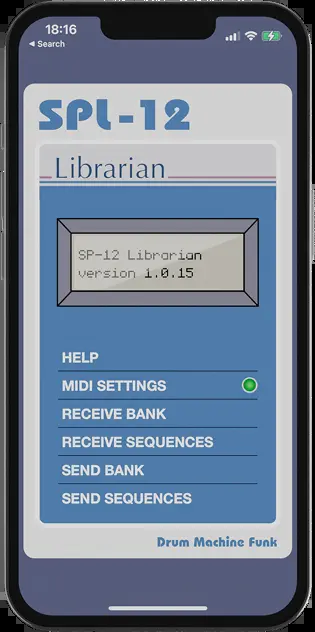 18:16
Search
SPL-12
Librarian
SP-12 Librarian
version 1.0.15
HELP
MIDI SETTINGS
RECEIVE BANK
RECEIVE SEQUENCES
SEND BANK
SEND SEQUENCES
Drum Machine Funk